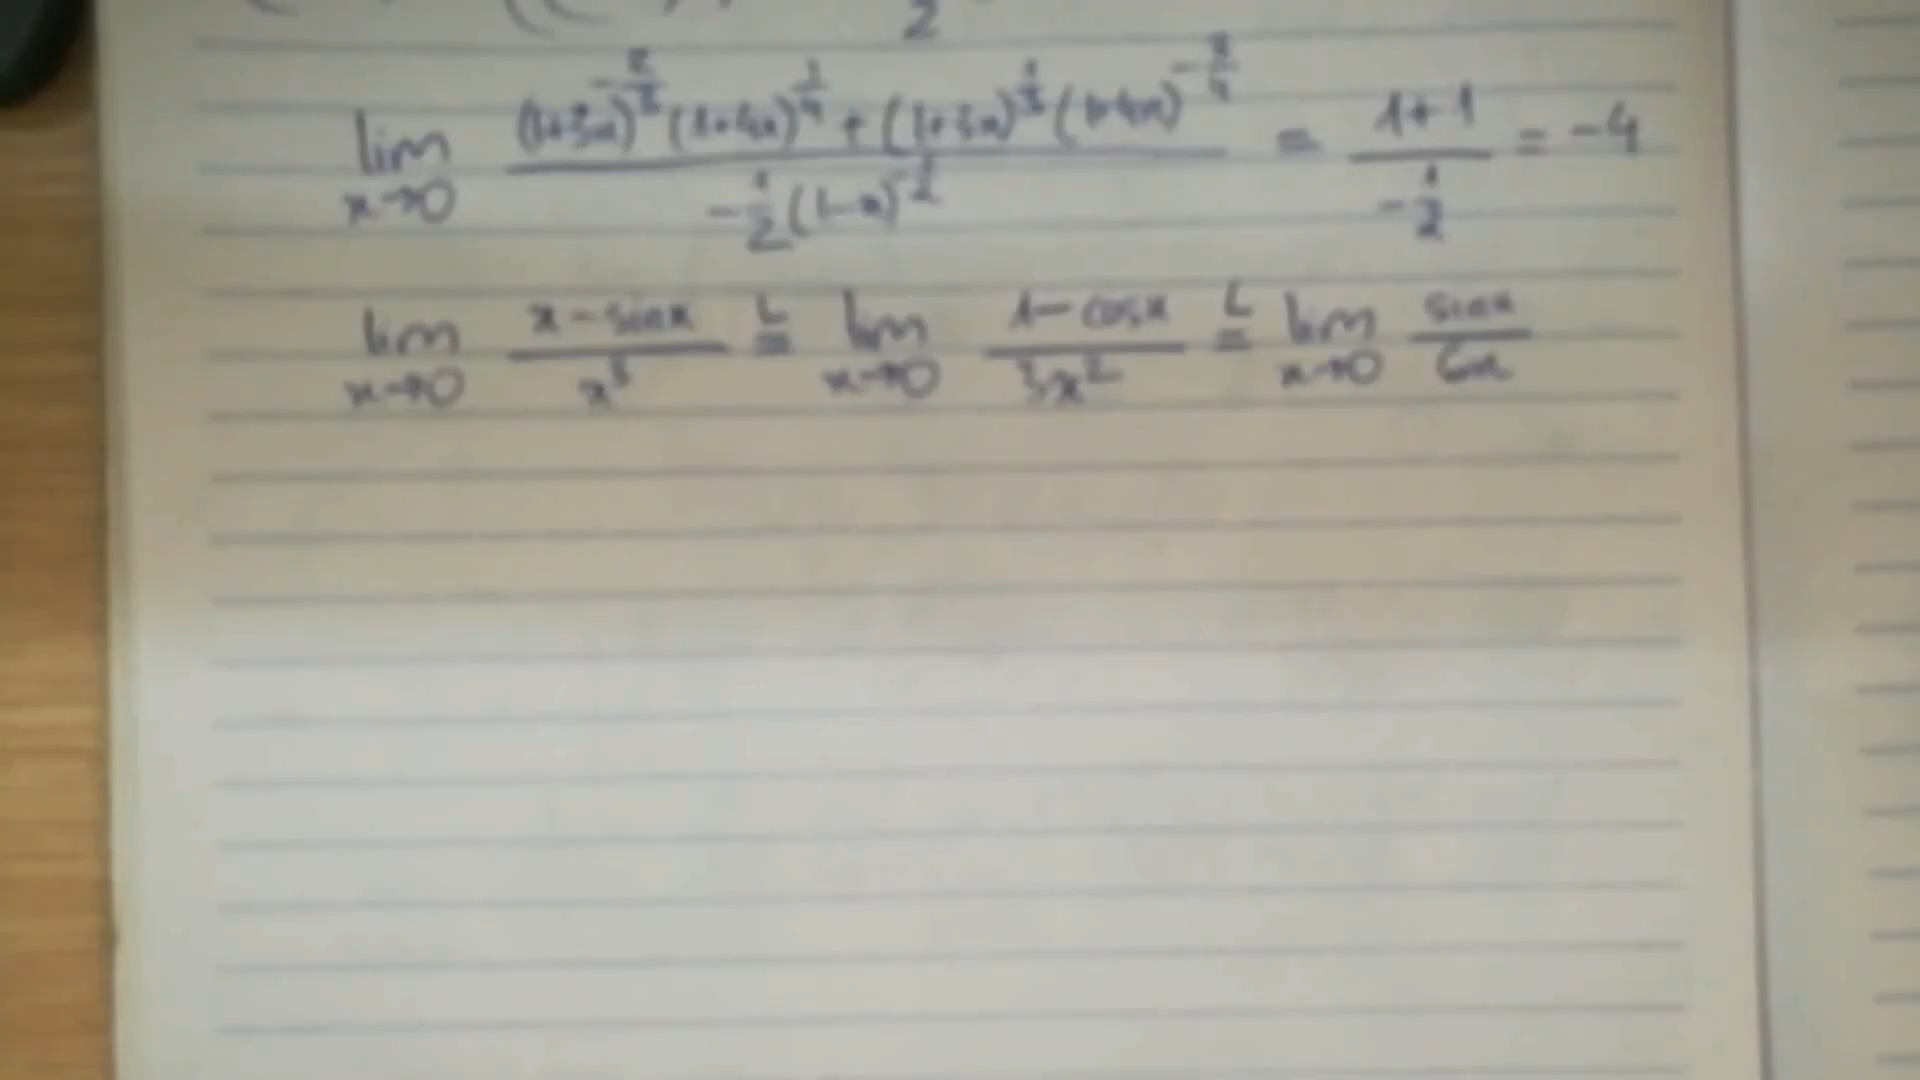 2
lim x→0 ((1+3x)^(-2/3) (1+4x)^(1/4) + (1+3x)^(1/3) (1+4x)^(-3/4)) / (-1/2 (1-x)^(-1/2)) = (1+1) / (-1/2) = -4
lim x→0 (x - sinx) / x^3 L= lim x→0 (1 - cosx) / 3x^2 L= lim x→0 sinx / 6x